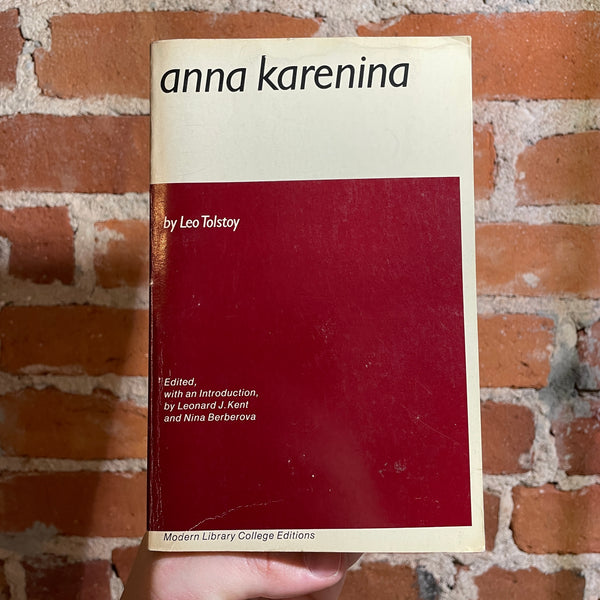 anna karenina
by Leo Tolstoy
Edited,
with an Introduction,
by Leonard J. Kent
and Nina Berberova
Modern Library College Editions